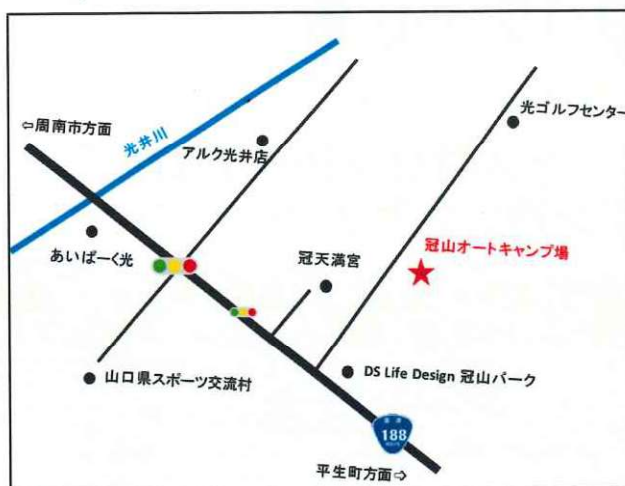 光ゴルフセンター
←周南市方面
光井川
アルク光井店
冠山オートキャンプ場
あいぱーく光
冠天満宮
山口県スポーツ交流村
DS Life Design 冠山パーク
188
平生町方面→